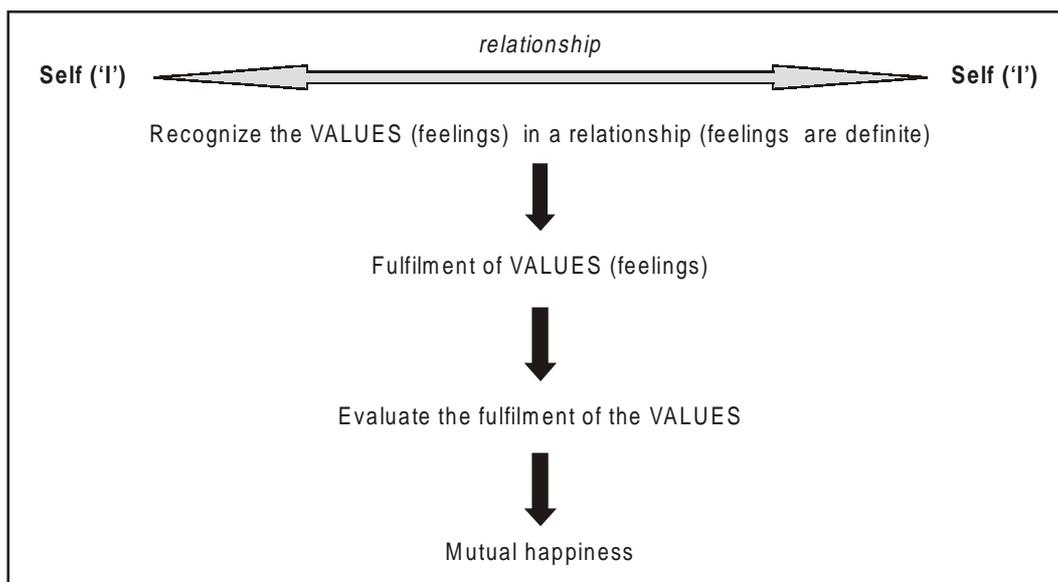 relationship
Self (‘I’) Self (‘I’)
Recognize the VALUES (feelings) in a relationship (feelings are definite)
Fulfilment of VALUES (feelings)
Evaluate the fulfilment of the VALUES
Mutual happiness